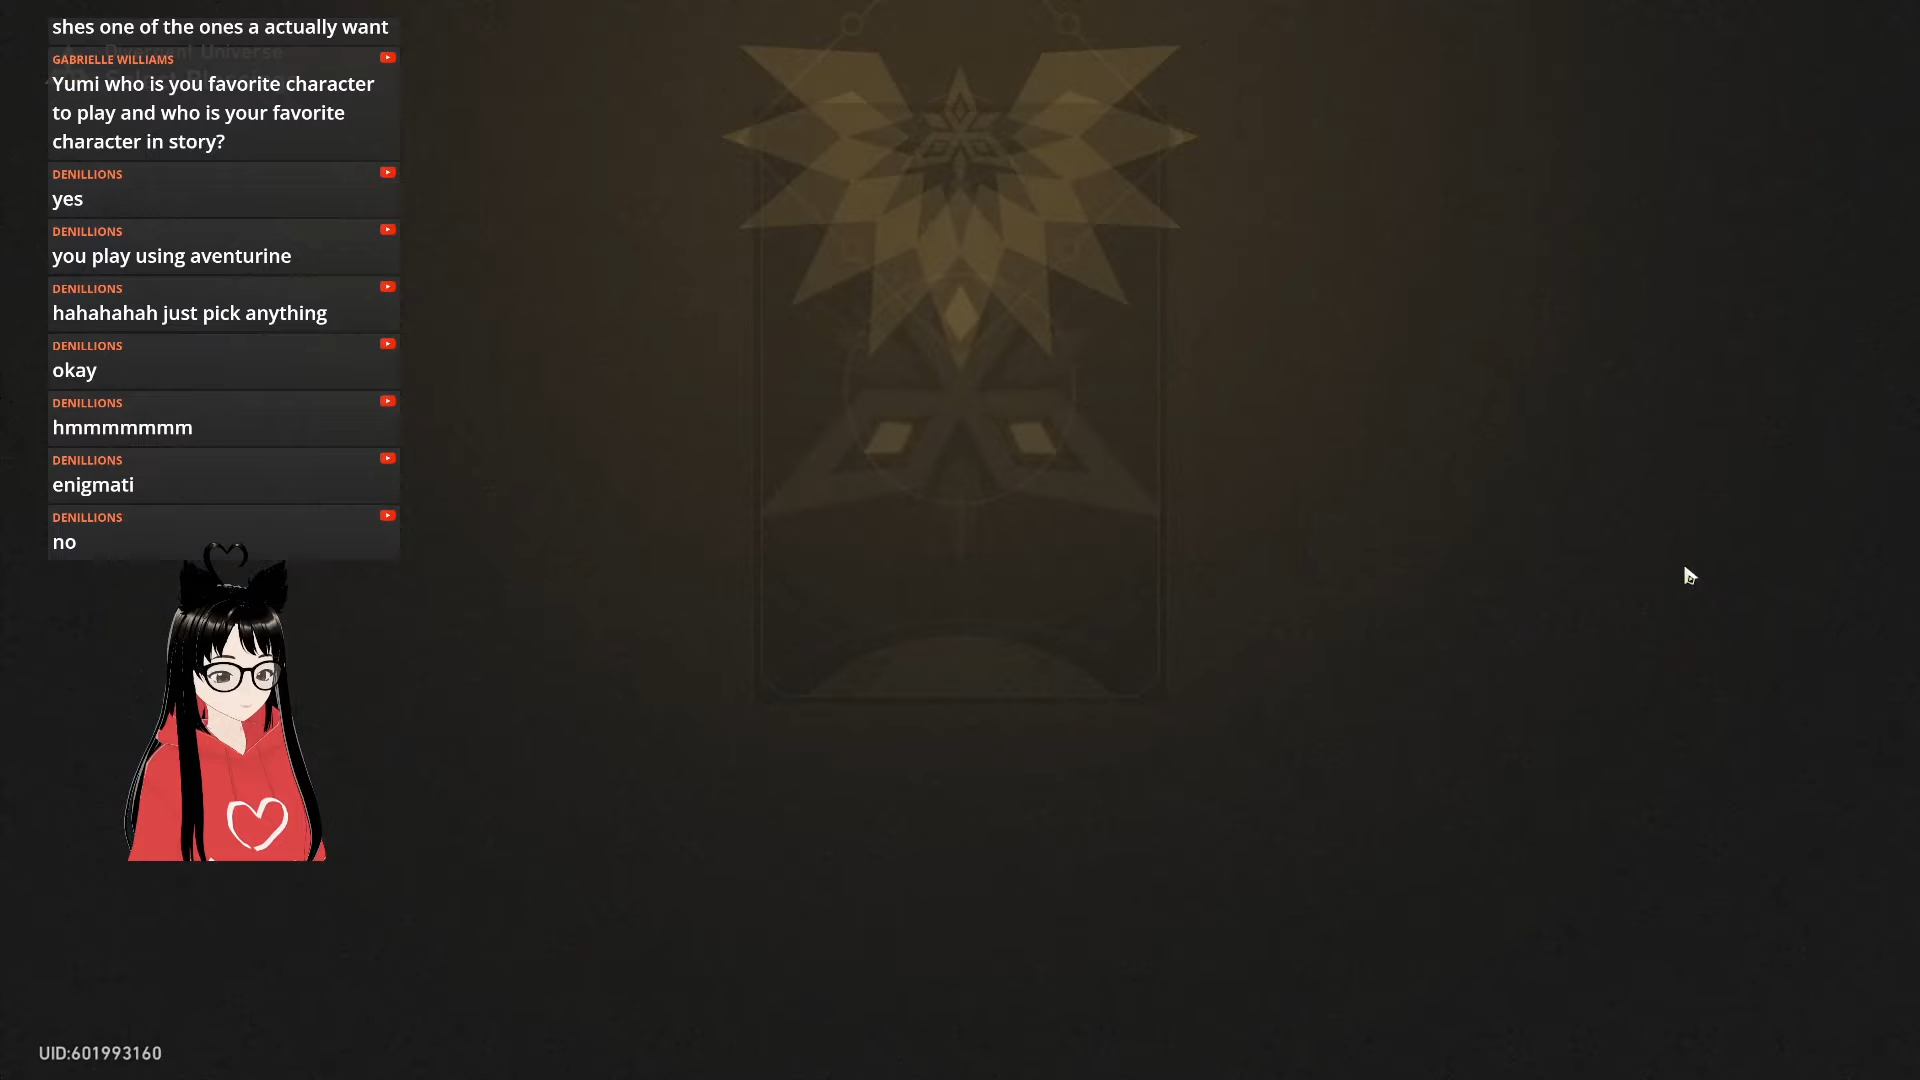 shes one of the ones a actually want
Divergent Universe
GABRIELLE WILLIAMS
Yumi who is you favorite character
to play and who is your favorite
character in story?
DENILLIONS
yes
DENILLIONS
you play using aventurine
DENILLIONS
hahahahah just pick anything
DENILLIONS
okay
DENILLIONS
hmmmmmmm
DENILLIONS
enigmati
DENILLIONS
no
UID:601993160